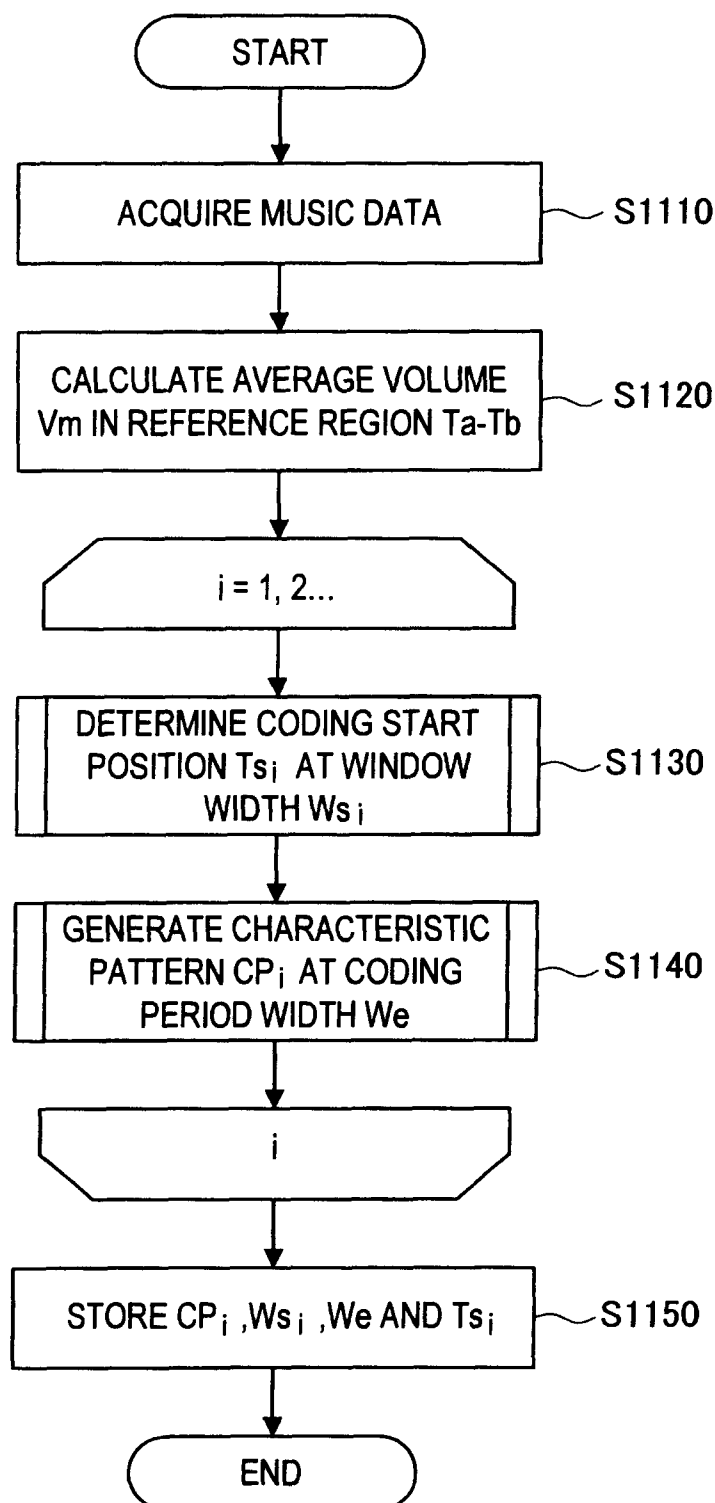 START
ACQUIRE MUSIC DATA
S1110
CALCULATE AVERAGE VOLUME
Vm IN REFERENCE REGION Ta-Tb
S1120
i = 1, 2...
DETERMINE CODING START
POSITION Tsi AT WINDOW
WIDTH Wsi
S1130
GENERATE CHARACTERISTIC
PATTERN CPi AT CODING
PERIOD WIDTH We
S1140
i
STORE CPi ,Wsi ,We AND Tsi
S1150
END